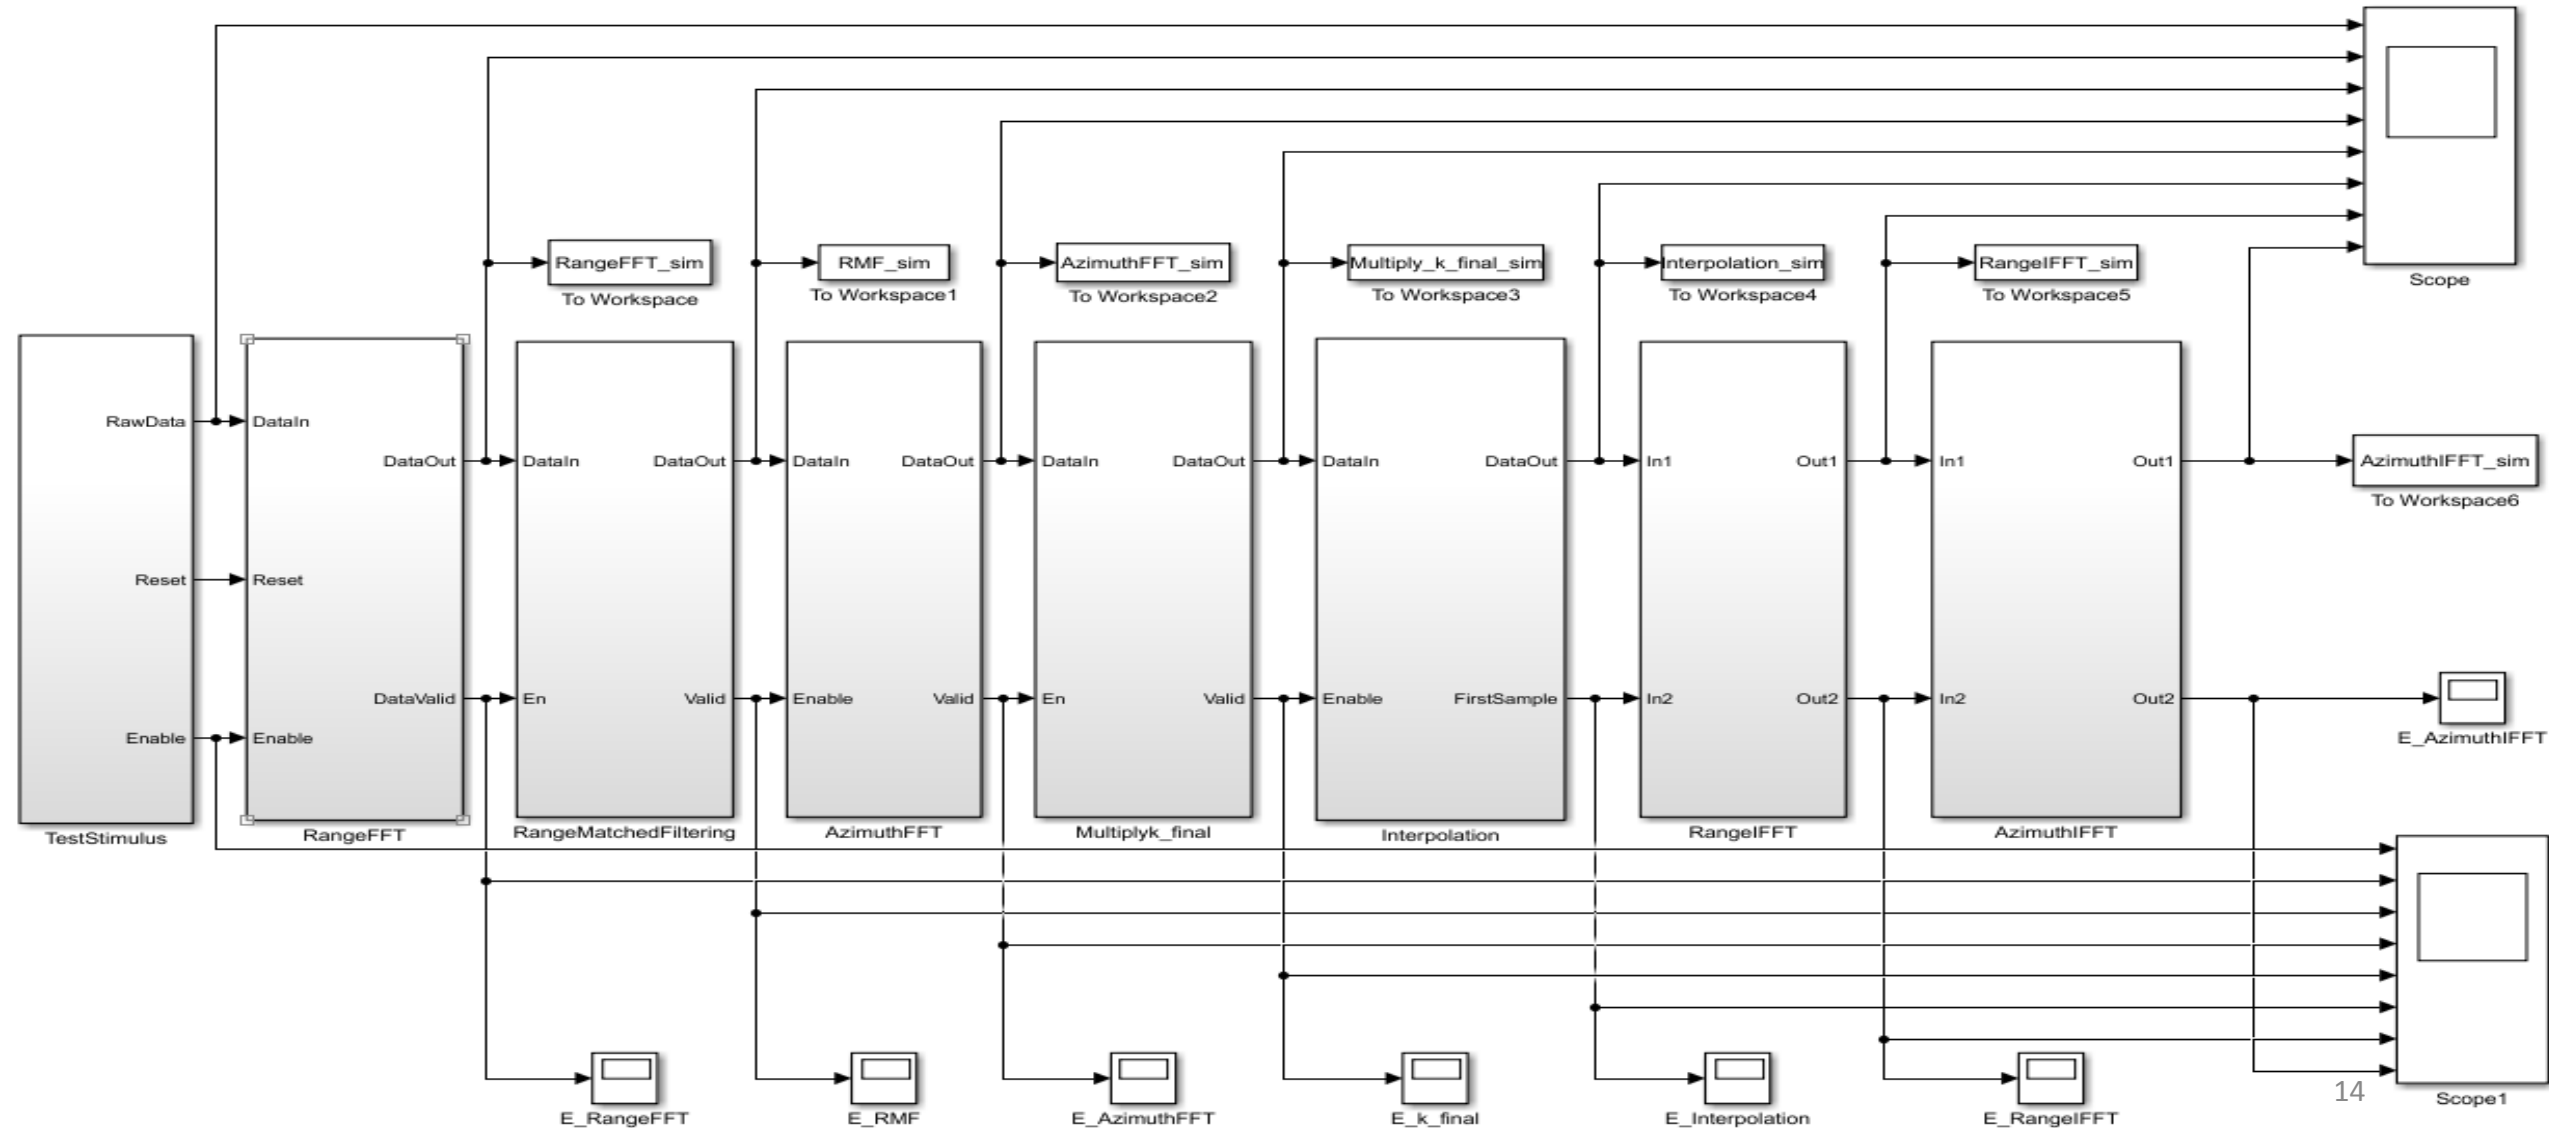 Scope
RangeFFT_sim
To Workspace
RMF_sim
To Workspace1
AzimuthFFT_sim
To Workspace2
Multiply_k_final_sim
To Workspace3
Interpolation_sim
To Workspace4
RangeIFFT_sim
To Workspace5
RawData
Reset
Enable
TestStimulus
DataIn
Reset
Enable
DataOut
DataValid
RangeFFT
DataIn
En
DataOut
Valid
RangeMatchedFiltering
DataIn
Enable
DataOut
Valid
AzimuthFFT
DataIn
En
DataOut
Valid
Multiplyk_final
DataIn
Enable
DataOut
FirstSample
Interpolation
In1
In2
Out1
Out2
RangeIFFT
In1
In2
Out1
Out2
AzimuthIFFT
AzimuthIFFT_sim
To Workspace6
E_AzimuthIFFT
Scope1
E_RangeFFT
E_RMF
E_AzimuthFFT
E_k_final
E_Interpolation
E_RangeIFFT
14